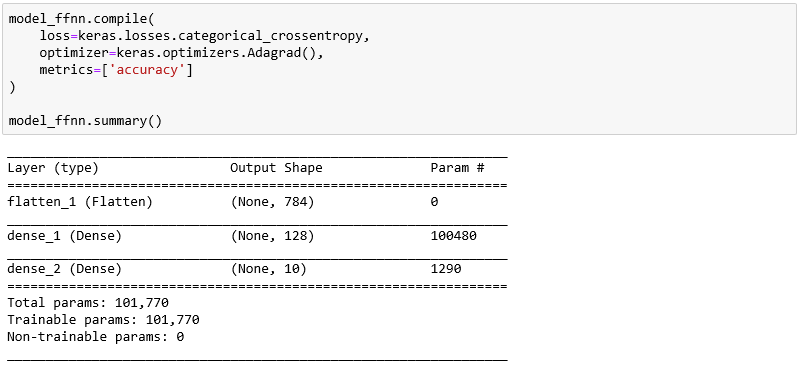 model_ffnn.compile(
    loss=keras.losses.categorical_crossentropy,
    optimizer=keras.optimizers.Adagrad(),
    metrics=['accuracy']
)

model_ffnn.summary()
_________________________________________________________________
Layer (type)                 Output Shape              Param #
=================================================================
flatten_1 (Flatten)          (None, 784)               0
_________________________________________________________________
dense_1 (Dense)              (None, 128)               100480
_________________________________________________________________
dense_2 (Dense)              (None, 10)                1290
=================================================================
Total params: 101,770
Trainable params: 101,770
Non-trainable params: 0
_________________________________________________________________